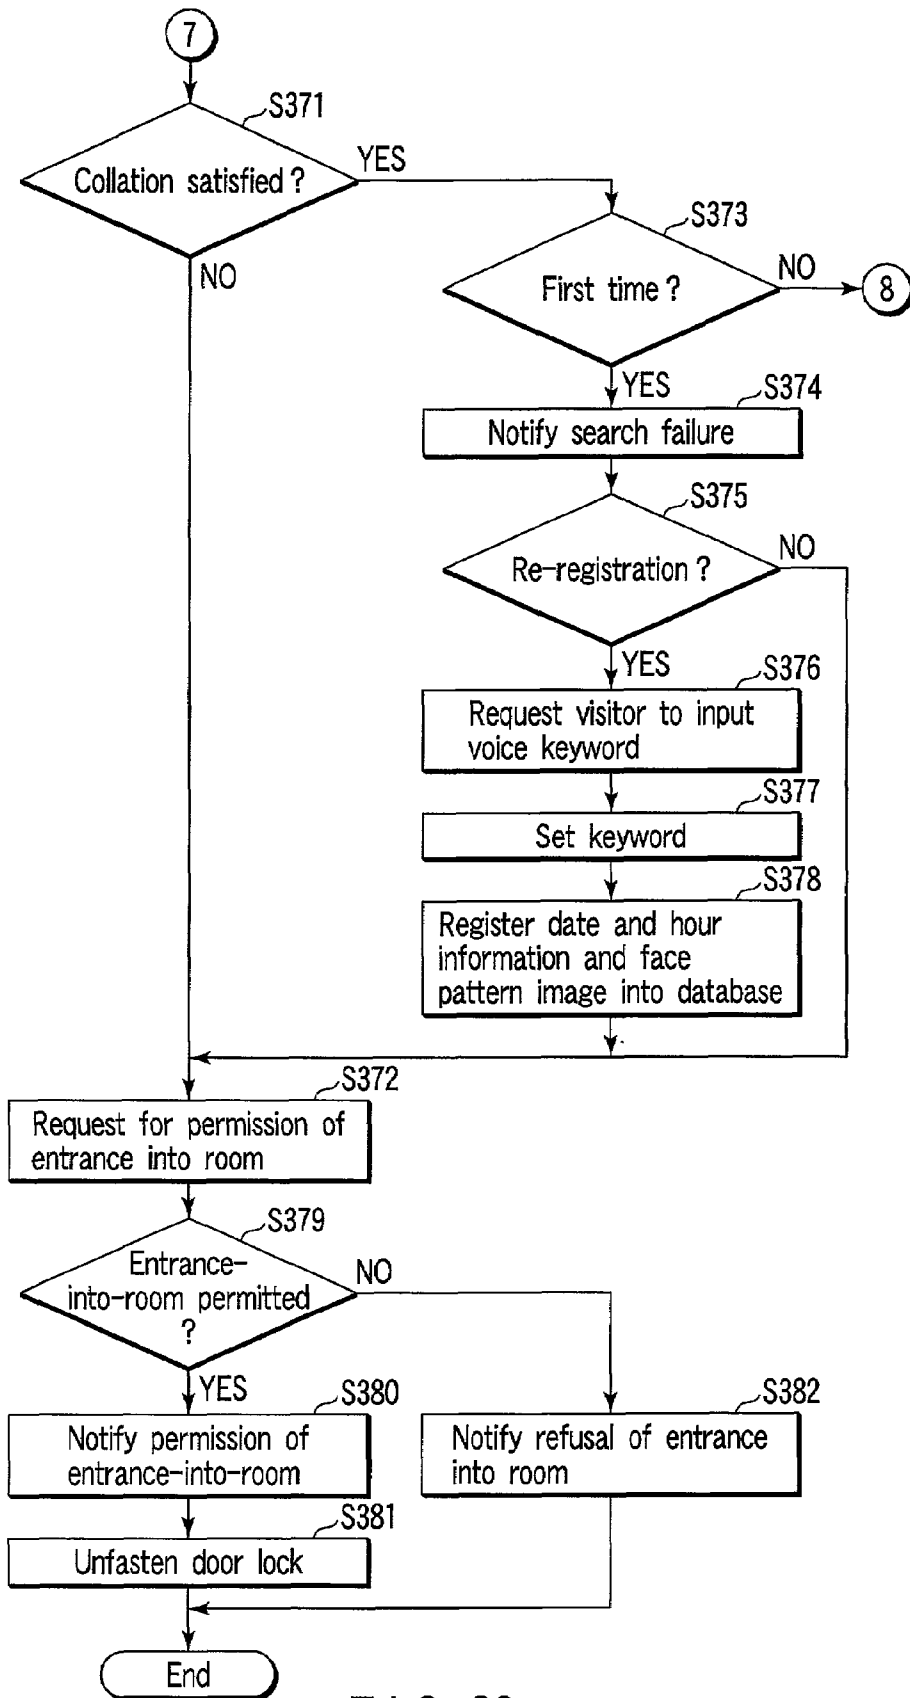 7
S371
Collation satisfied ?
YES
NO
S373
First time ?
NO
8
YES
S374
Notify search failure
S375
Re-registration ?
NO
YES
S376
Request visitor to input
voice keyword
S377
Set keyword
S378
Register date and hour
information and face
pattern image into database
S372
Request for permission of
entrance into room
S379
Entrance-
into-room permitted
?
NO
YES
S380
Notify permission of
entrance-into-room
S382
Notify refusal of entrance
into room
S381
Unfasten door lock
End